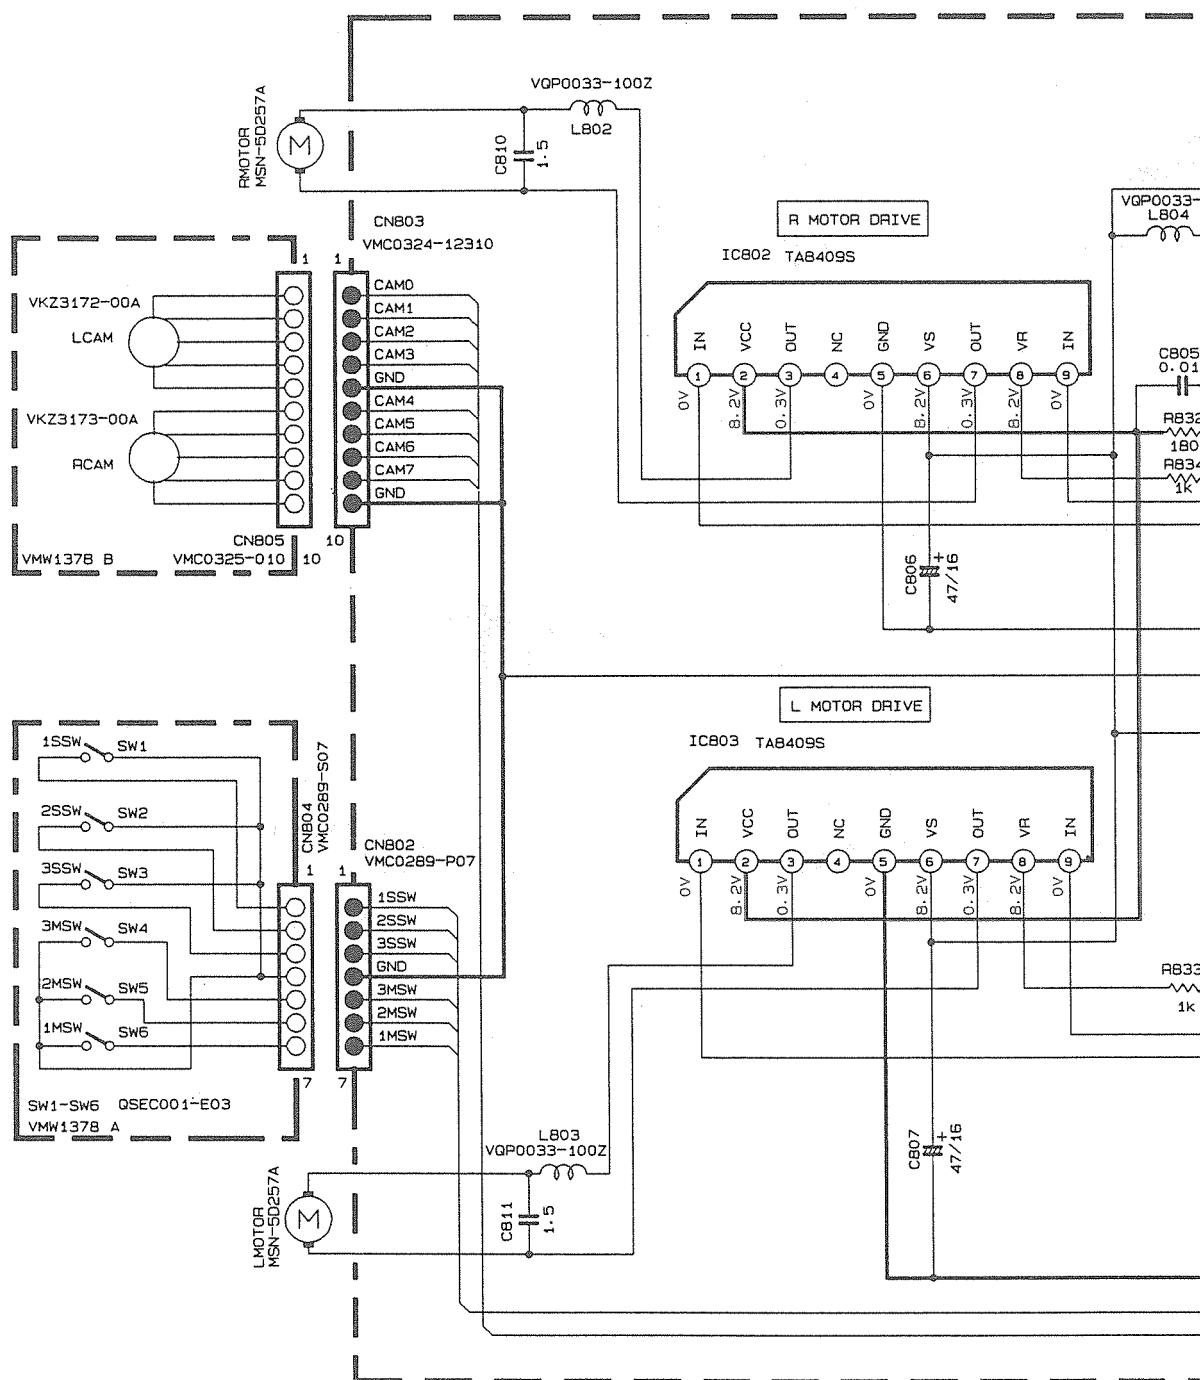 VQP0033-100Z
L802
RMOTOR
MSN-5D257A
M
C810
1.5
CN803
VMC0324-12310
R MOTOR DRIVE
IC802 TA8409S
VQP0033-
L804
1
1
VKZ3172-00A
LCAM
VKZ3173-00A
RCAM
CAM0
CAM1
CAM2
CAM3
GND
CAM4
CAM5
CAM6
CAM7
GND
IN
VCC
OUT
NC
GND
VS
OUT
VR
IN
1
2
3
4
5
6
7
8
9
0V
8.2V
0.3V
0V
8.2V
0.3V
8.2V
0V
C805
0.01
R832
180
R834
1k
CN805
VMW1378 B
VMC0325-010
10
10
C806
+
47/16
L MOTOR DRIVE
IC803 TA8409S
1SSW
SW1
2SSW
SW2
3SSW
SW3
3MSW
SW4
2MSW
SW5
1MSW
SW6
CN804
VMC0289-S07
CN802
VMC0289-P07
1
1
1SSW
2SSW
3SSW
GND
3MSW
2MSW
1MSW
7
7
IN
VCC
OUT
NC
GND
VS
OUT
VR
IN
1
2
3
4
5
6
7
8
9
0V
8.2V
0.3V
0V
8.2V
0.3V
8.2V
0V
R833
1k
SW1-SW6 QSEC001-E03
VMW1378 A
L803
VQP0033-100Z
LMOTOR
MSN-5D257A
M
C811
1.5
C807
+
47/16